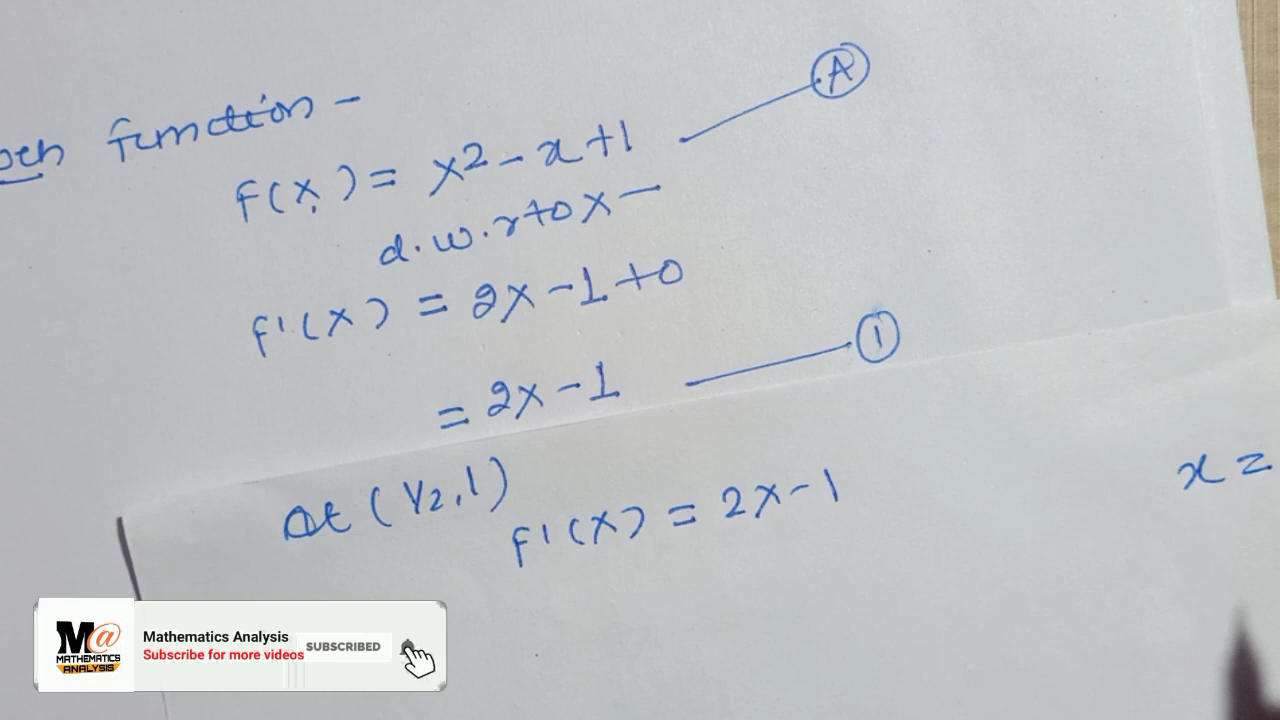 function -
f(x) = x2 - x + 1 (A)
d.w.r to x -
f'(x) = 2x - 1 + 0
= 2x - 1 (1)
At (1/2, 1)
f'(x) = 2x - 1
x =
M@
MATHEMATICS
ANALYSIS
Mathematics Analysis
Subscribe for more videos
SUBSCRIBED